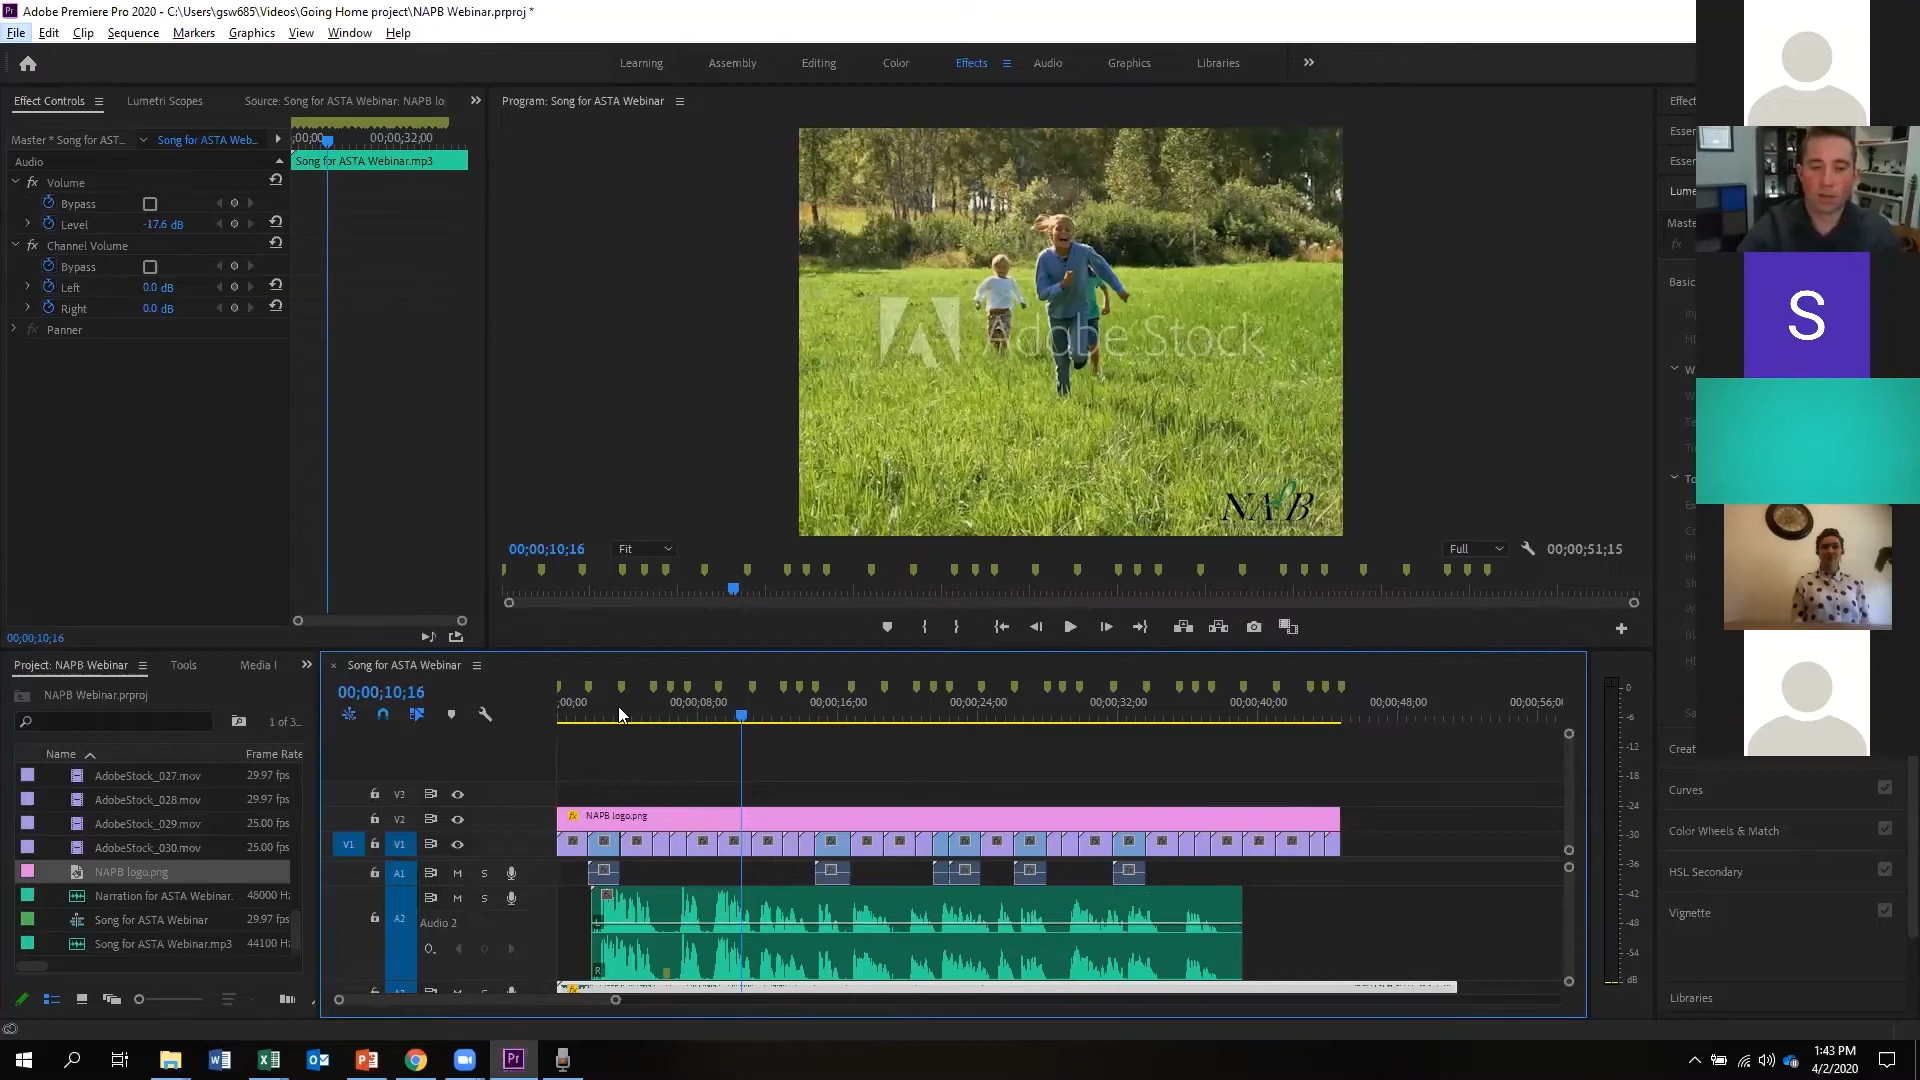 Adobe Premiere Pro 2020 - C:\Users\gsw685\Videos\Going Home project\NAPB Webinar.prproj *
File Edit Clip Sequence Markers Graphics View Window Help
Learning Assembly Editing Color Effects Audio Graphics Libraries
Effect Controls Lumetri Scopes Source: Song for ASTA Webinar: NAPB lo
Program: Song for ASTA Webinar
Master * Song for AST... Song for ASTA Web...
;00;00 00;00;32;00
Audio
Song for ASTA Webinar.mp3
fx Volume
Bypass
Level -17.6 dB
fx Channel Volume
Bypass
Left 0.0 dB
Right 0.0 dB
fx Panner
00;00;10;16
Adobe Stock
NAPB
00;00;10;16 Fit Full 00;00;51;15
Effect
Essen
Essen
Lume
Maste
fx
Basic
S
Creat
Curves
Color Wheels & Match
HSL Secondary
Vignette
Libraries
Project: NAPB Webinar Tools Media I
NAPB Webinar.prproj
1 of 3...
Name Frame Rate
AdobeStock_027.mov 29.97 fps
AdobeStock_028.mov 29.97 fps
AdobeStock_029.mov 25.00 fps
AdobeStock_030.mov 25.00 fps
NAPB logo.png
Narration for ASTA Webinar. 48000 Hz
Song for ASTA Webinar 29.97 fps
Song for ASTA Webinar.mp3 44100 Hz
× Song for ASTA Webinar
00;00;10;16
;00;00 00;00;08;00 00;00;16;00 00;00;24;00 00;00;32;00 00;00;40;00 00;00;48;00 00;00;56;0
V3
V2
fx NAPB logo.png
V1 V1
A1 M S
M S
A2 Audio 2
L
R
0
-6
-12
-18
-24
-30
-36
-42
-48
-54
dB
Pr
1:43 PM
4/2/2020